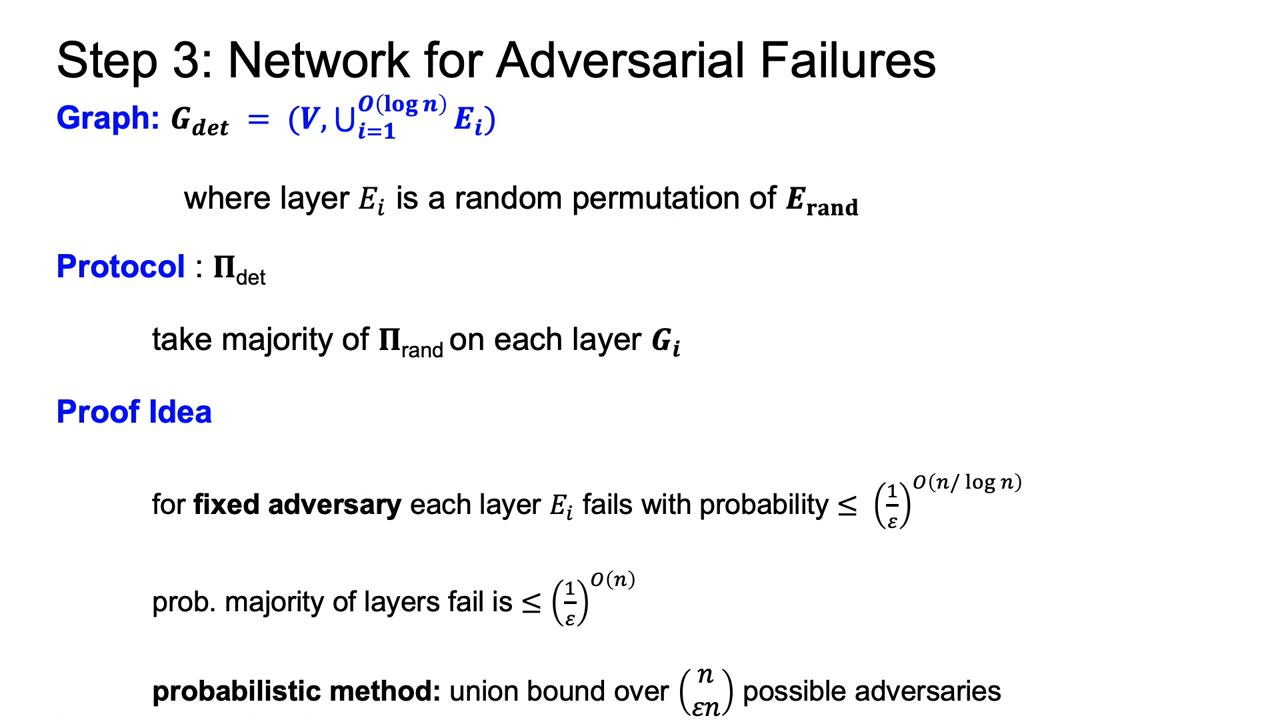 Step 3: Network for Adversarial Failures
Graph: G_det = (V, ⋃_{i=1}^{O(log n)} E_i)
where layer E_i is a random permutation of E_rand
Protocol : Π_det
take majority of Π_rand on each layer G_i
Proof Idea
for fixed adversary each layer E_i fails with probability ≤ (1/ε)^{O(n/ log n)}
prob. majority of layers fail is ≤ (1/ε)^{O(n)}
probabilistic method: union bound over (n εn) possible adversaries